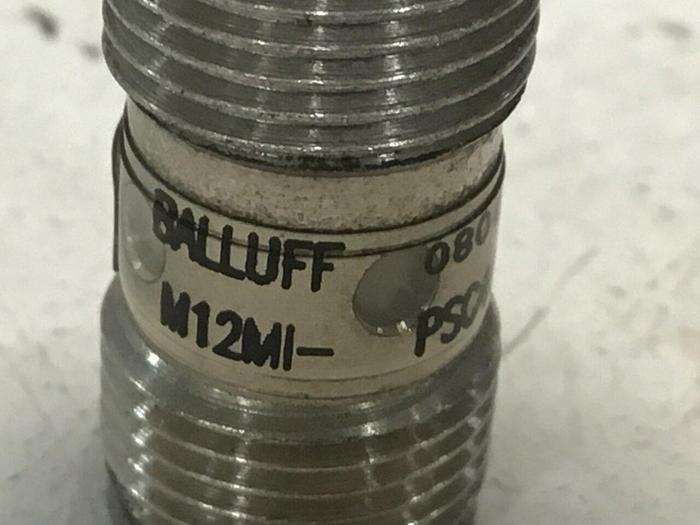 BALLUFF
M12MI-
080
PSC